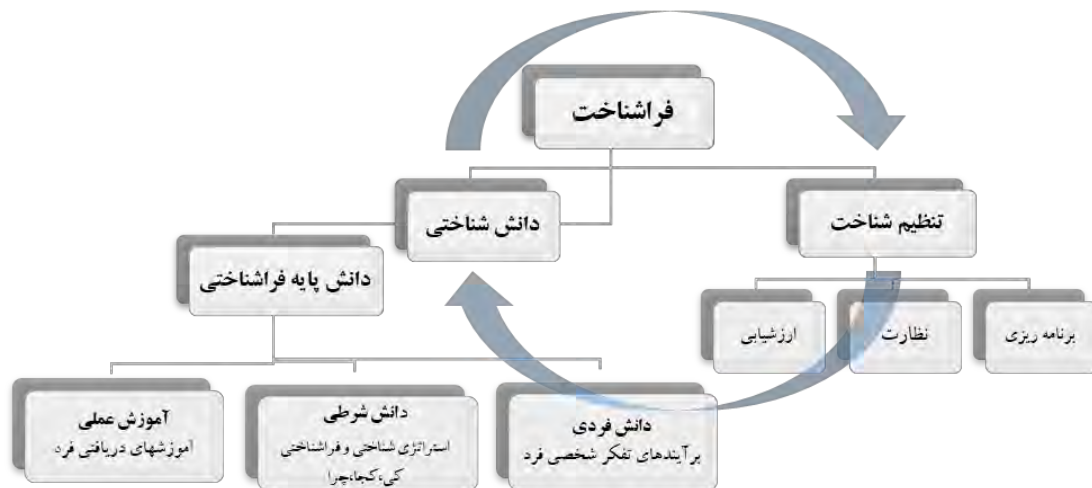 فراشناخت
تنظیم شناخت
دانش شناختی
دانش پایه فراشناختی
برنامه ریزی
نظارت
ارزشیابی
دانش فردی
برآیندهای تفکر شخصی فرد
دانش شرطی
استراتژی شناختی و فراشناختی
کی،کجا،چرا
آموزش عملی
آموزشهای دریافتی فرد